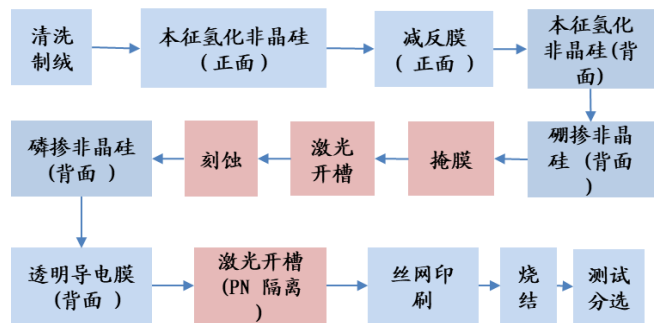 清洗
制绒
本征氢化非晶硅
(正面)
减反膜
( 正面 )
本征氢化
非晶硅(背
面)
硼掺非晶
硅 (背面
)
掩膜
激光
开槽
刻蚀
磷掺非晶硅
(背面 )
透明导电膜
(背面 )
激光开槽
(PN 隔离
)
丝网印
刷
烧
结
测试
分选